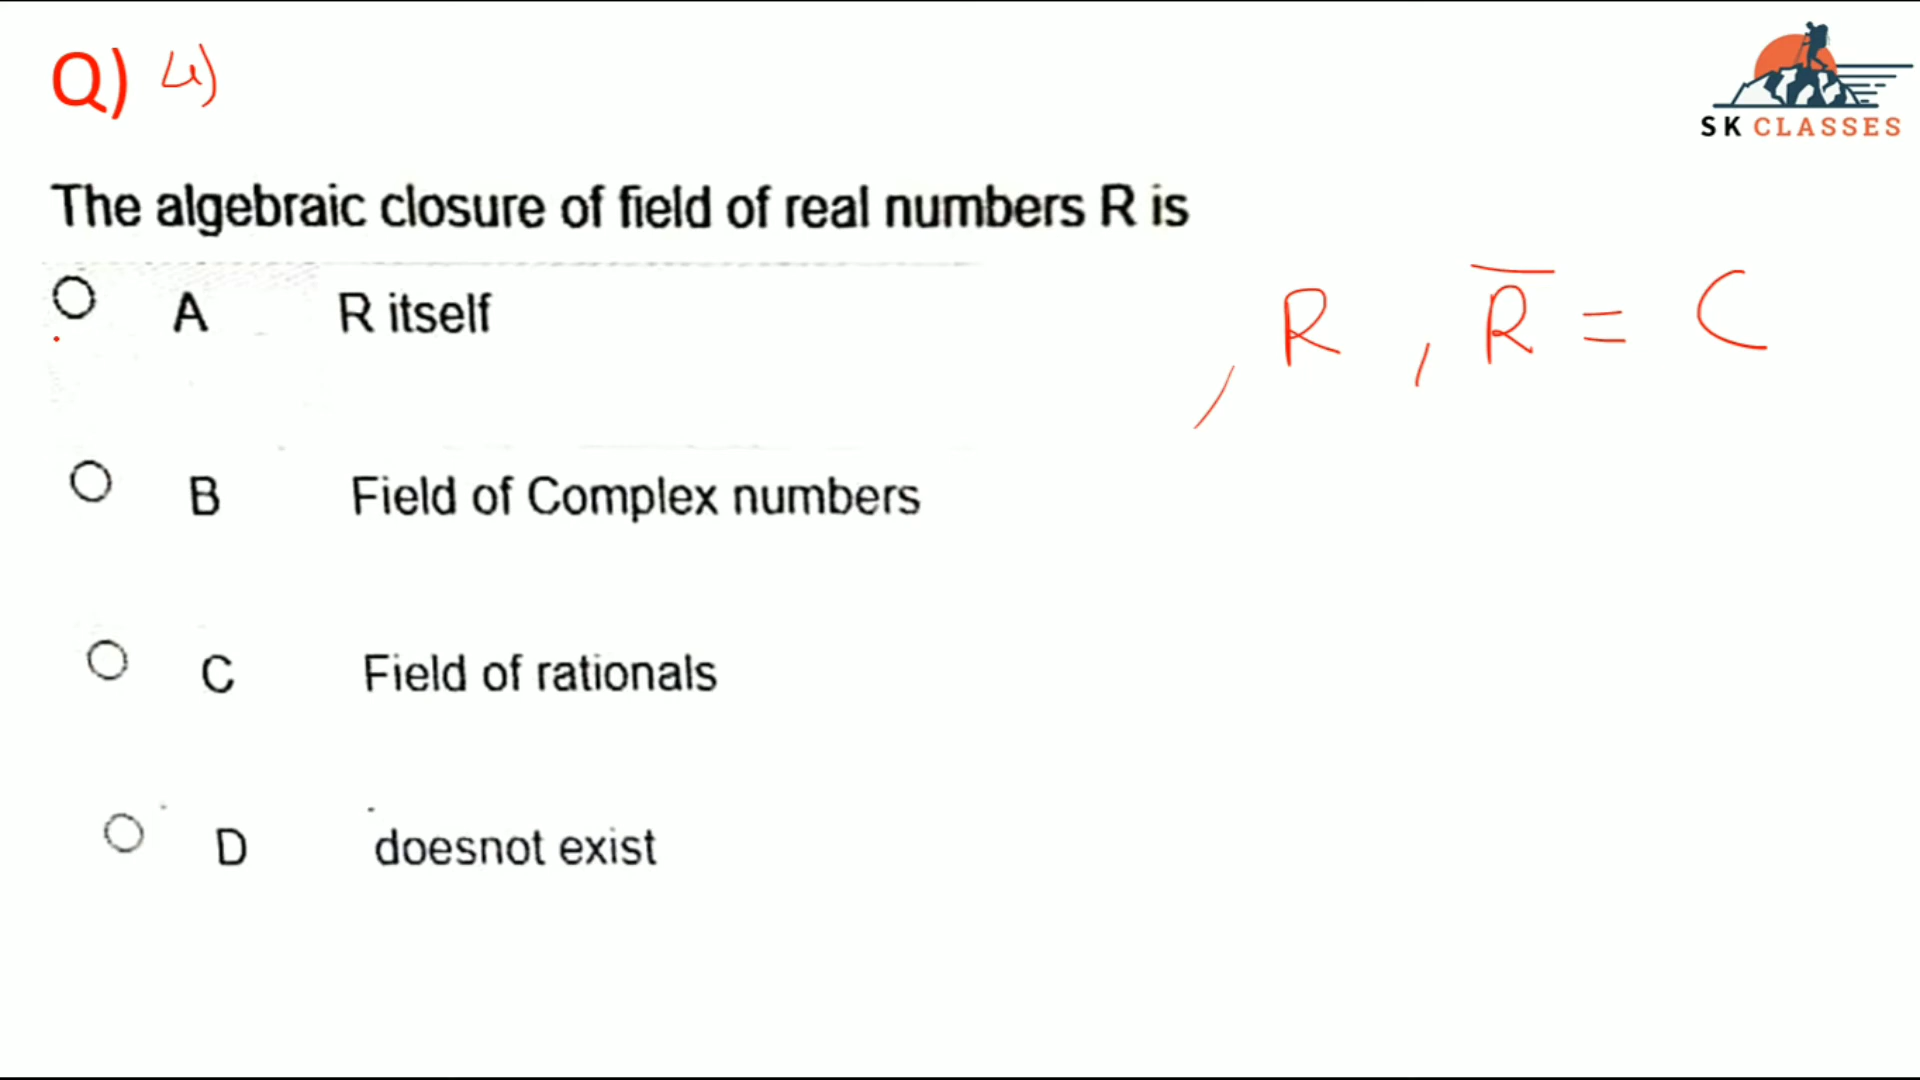 Q) 4)
SK CLASSES
The algebraic closure of field of real numbers R is
A R itself
, R , R̅ = C
B Field of Complex numbers
C Field of rationals
D doesnot exist